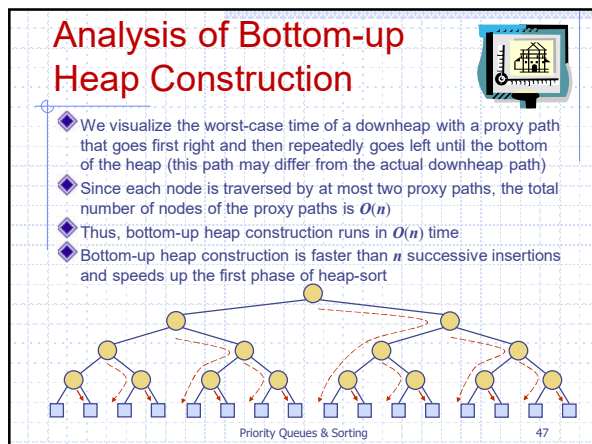 Analysis of Bottom-up
Heap Construction
We visualize the worst-case time of a downheap with a proxy path
that goes first right and then repeatedly goes left until the bottom
of the heap (this path may differ from the actual downheap path)
Since each node is traversed by at most two proxy paths, the total
number of nodes of the proxy paths is O(n)
Thus, bottom-up heap construction runs in O(n) time
Bottom-up heap construction is faster than n successive insertions
and speeds up the first phase of heap-sort
Priority Queues & Sorting 47